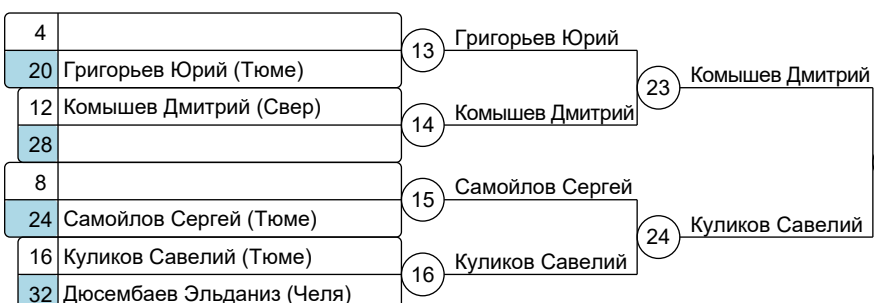 4
20 Григорьев Юрий (Тюме)
12 Комышев Дмитрий (Свер)
28
8
24 Самойлов Сергей (Тюме)
16 Куликов Савелий (Тюме)
32 Дюсембаев Эльданиз (Челя)
13
14
15
16
Григорьев Юрий
Комышев Дмитрий
Самойлов Сергей
Куликов Савелий
23
24
Комышев Дмитрий
Куликов Савелий